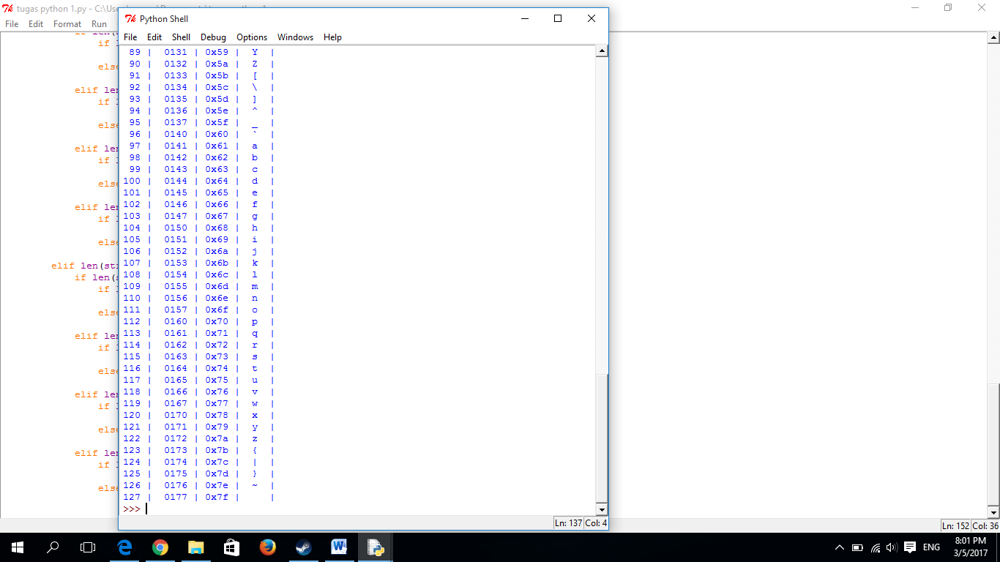 tugas python 1.py - C:\Use
File Edit Format Run
Python Shell
File Edit Shell Debug Options Windows Help
if len(s
if l
else
elif len
if l
else
elif len
if l
else
elif len
if l
else
elif len(st
if len(s
if l
else
elif len
if l
else
elif len
if l
else
elif len
if l
else
89 | 0131 | 0x59 | Y |
90 | 0132 | 0x5a | Z |
91 | 0133 | 0x5b | [ |
92 | 0134 | 0x5c | \ |
93 | 0135 | 0x5d | ] |
94 | 0136 | 0x5e | ^ |
95 | 0137 | 0x5f | _ |
96 | 0140 | 0x60 | ` |
97 | 0141 | 0x61 | a |
98 | 0142 | 0x62 | b |
99 | 0143 | 0x63 | c |
100 | 0144 | 0x64 | d |
101 | 0145 | 0x65 | e |
102 | 0146 | 0x66 | f |
103 | 0147 | 0x67 | g |
104 | 0150 | 0x68 | h |
105 | 0151 | 0x69 | i |
106 | 0152 | 0x6a | j |
107 | 0153 | 0x6b | k |
108 | 0154 | 0x6c | l |
109 | 0155 | 0x6d | m |
110 | 0156 | 0x6e | n |
111 | 0157 | 0x6f | o |
112 | 0160 | 0x70 | p |
113 | 0161 | 0x71 | q |
114 | 0162 | 0x72 | r |
115 | 0163 | 0x73 | s |
116 | 0164 | 0x74 | t |
117 | 0165 | 0x75 | u |
118 | 0166 | 0x76 | v |
119 | 0167 | 0x77 | w |
120 | 0170 | 0x78 | x |
121 | 0171 | 0x79 | y |
122 | 0172 | 0x7a | z |
123 | 0173 | 0x7b | { |
124 | 0174 | 0x7c | | |
125 | 0175 | 0x7d | } |
126 | 0176 | 0x7e | ~ |
127 | 0177 | 0x7f | |
>>>
Ln: 137 Col: 4
Ln: 152 Col: 36
ENG
8:01 PM
3/5/2017